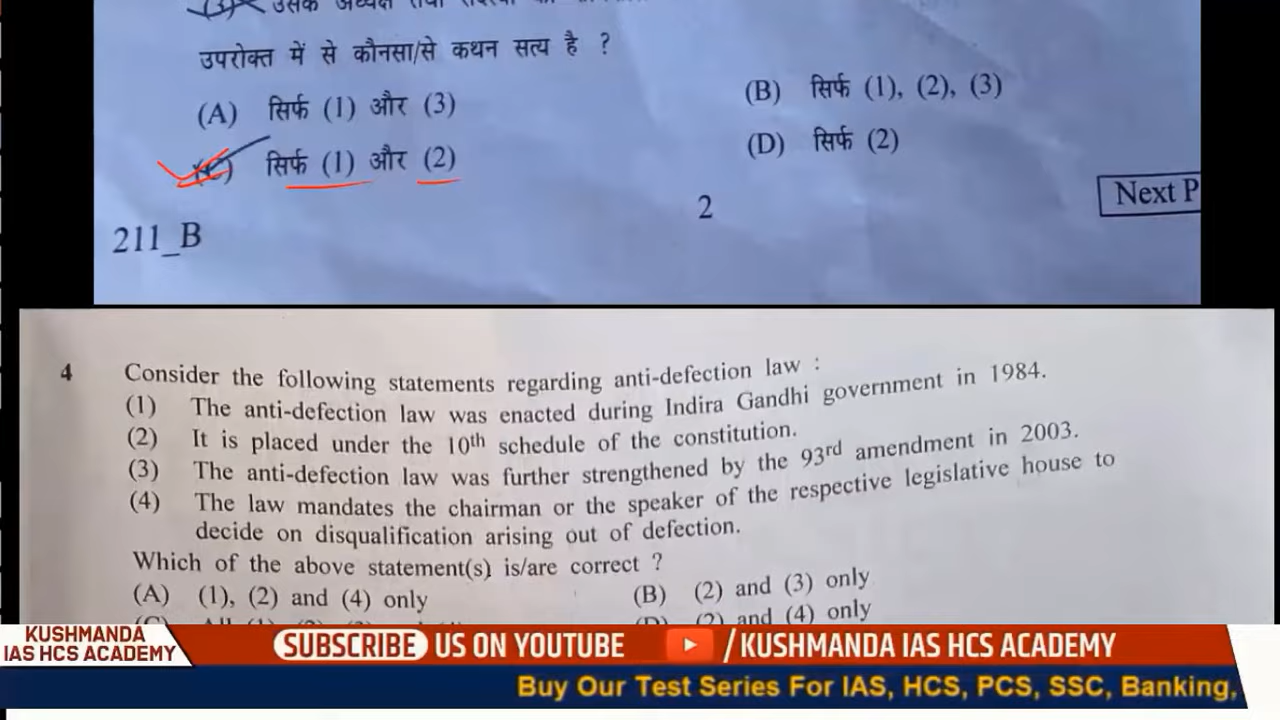 (3) उसके अध्यक्ष तथा
उपरोक्त में से कौनसा/से कथन सत्य है ?
(A) सिर्फ (1) और (3)
(B) सिर्फ (1), (2), (3)
(C) सिर्फ (1) और (2)
(D) सिर्फ (2)
2
Next P
211_B
4 Consider the following statements regarding anti-defection law :
(1) The anti-defection law was enacted during Indira Gandhi government in 1984.
(2) It is placed under the 10th schedule of the constitution.
(3) The anti-defection law was further strengthened by the 93rd amendment in 2003.
(4) The law mandates the chairman or the speaker of the respective legislative house to
decide on disqualification arising out of defection.
Which of the above statement(s) is/are correct ?
(A) (1), (2) and (4) only
(B) (2) and (3) only
(D) (2) and (4) only
KUSHMANDA
IAS HCS ACADEMY
SUBSCRIBE US ON YOUTUBE
/KUSHMANDA IAS HCS ACADEMY
Buy Our Test Series For IAS, HCS, PCS, SSC, Banking,